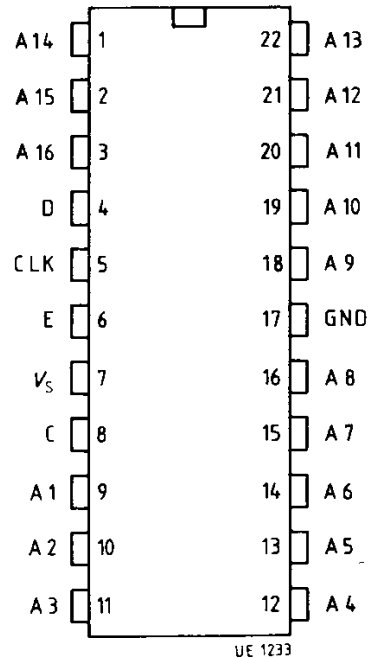 A14 1 22 A13
A15 2 21 A12
A16 3 20 A11
D 4 19 A10
CLK 5 18 A9
E 6 17 GND
Vs 7 16 A8
C 8 15 A7
A1 9 14 A6
A2 10 13 A5
A3 11 12 A4
UE 1233